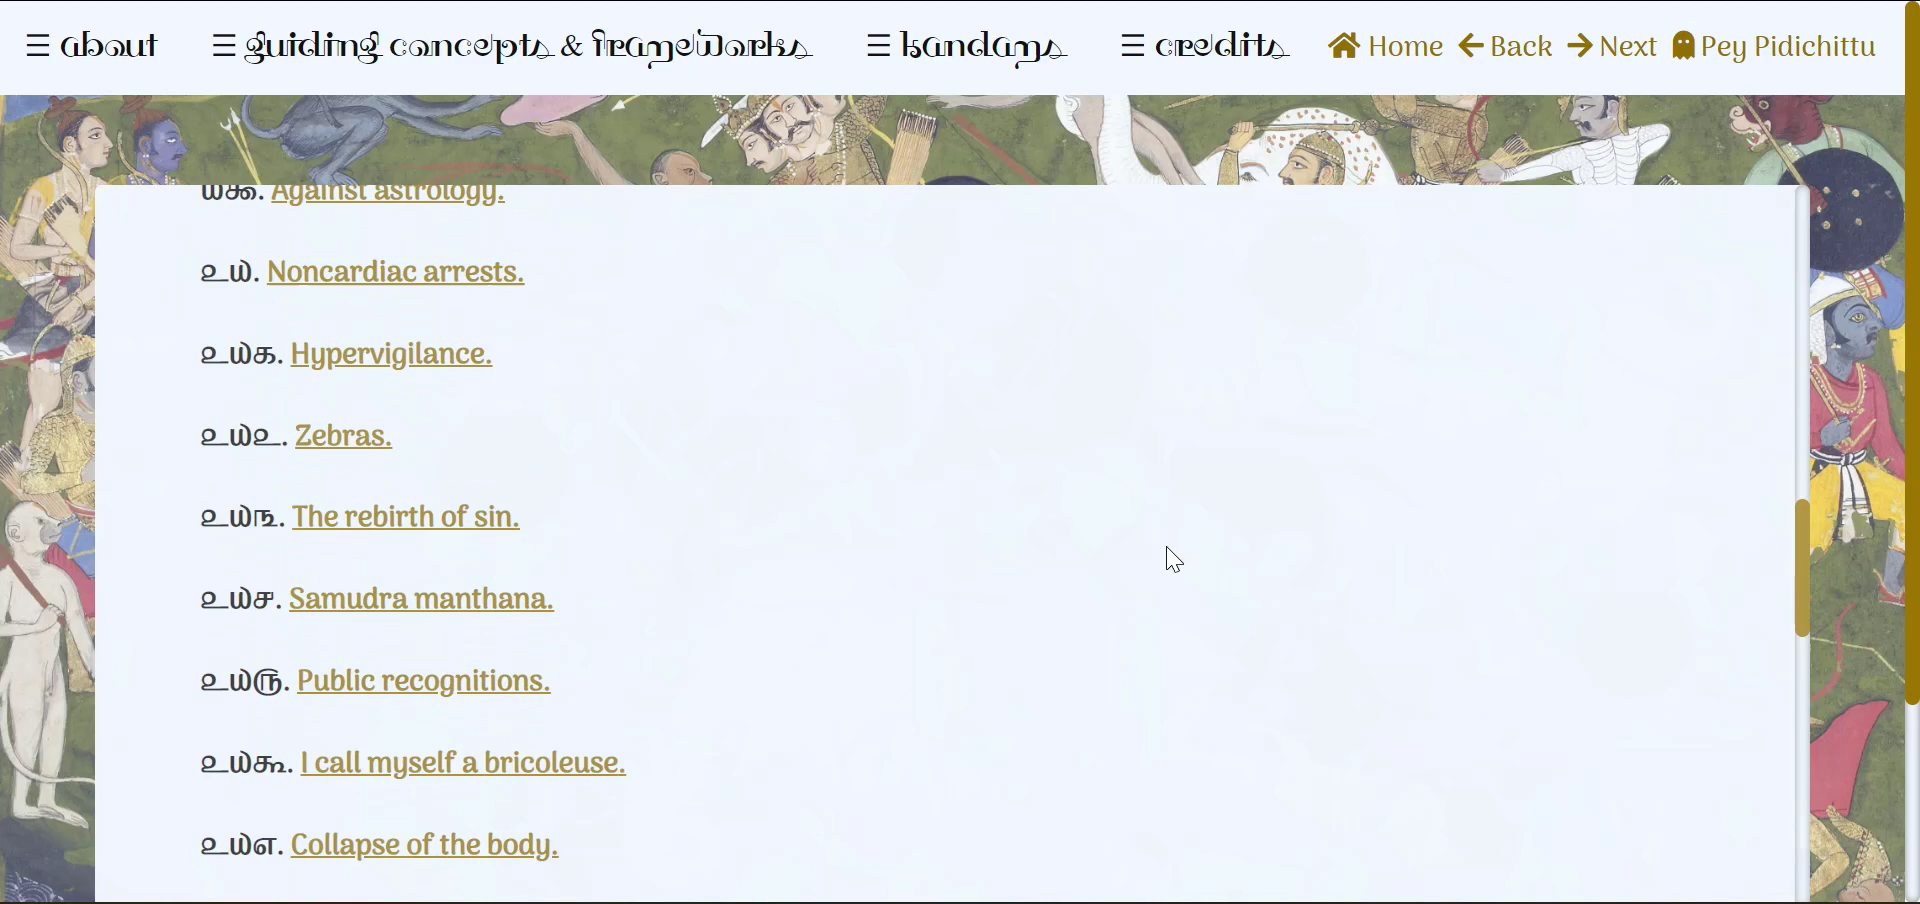 ☰ about ☰ guiding concepts & frameworks ☰ kandams ☰ credits Home Back Next Pey Pidichittu
௰௯. Against astrology.
௨௰. Noncardiac arrests.
௨௰௧. Hypervigilance.
௨௰௨. Zebras.
௨௰௩. The rebirth of sin.
௨௰௪. Samudra manthana.
௨௰௫. Public recognitions.
௨௰௬. I call myself a bricoleuse.
௨௰௭. Collapse of the body.